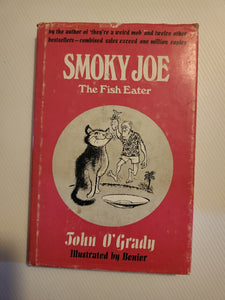 by the author of 'they're a weird mob' and twelve other
bestsellers—combined sales exceed one million copies
SMOKY JOE
The Fish Eater
John O'Grady
Illustrated by Benier